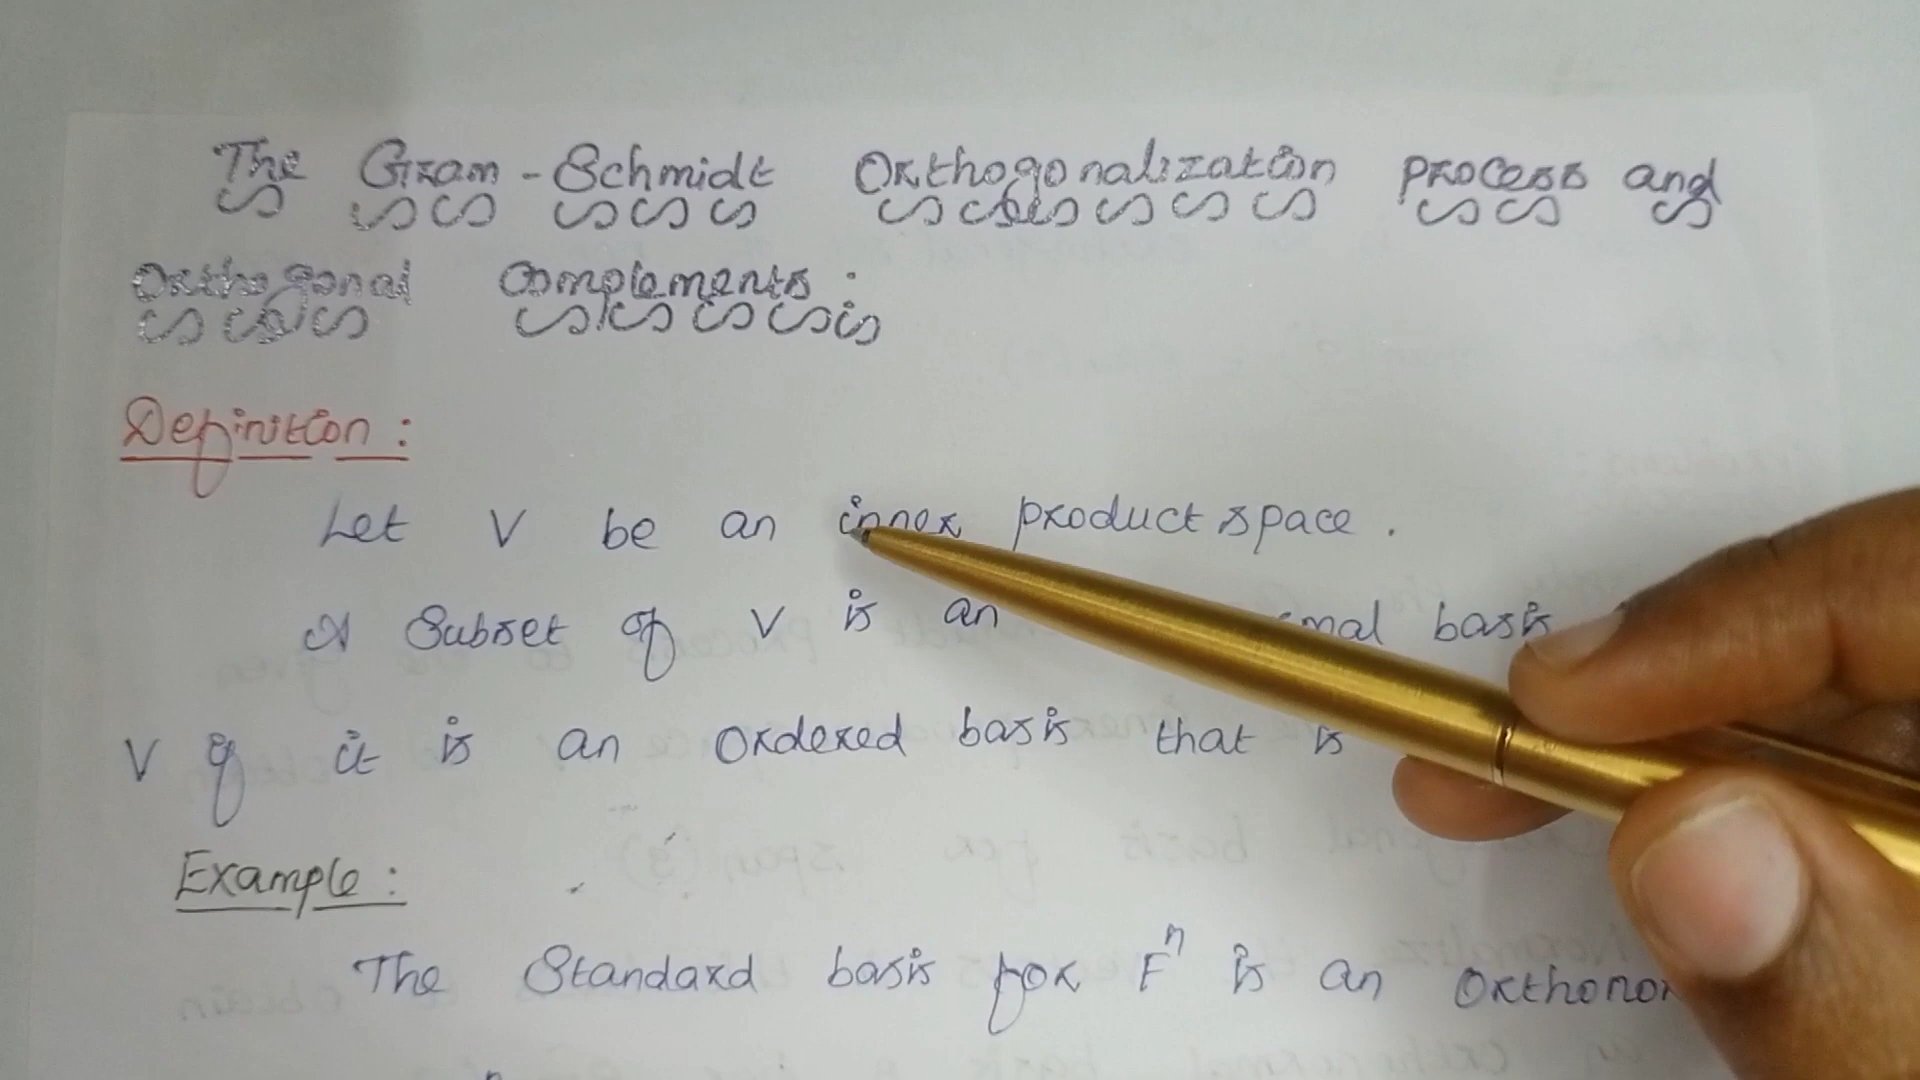 The Gram-Schmidt Orthogonalization process and
Orthogonal Complements :
Definition :
Let V be an inner product space .
A Subset of V is an basis
V if it is an ordered basis that is
Example :
The Standard basis for Fⁿ is an